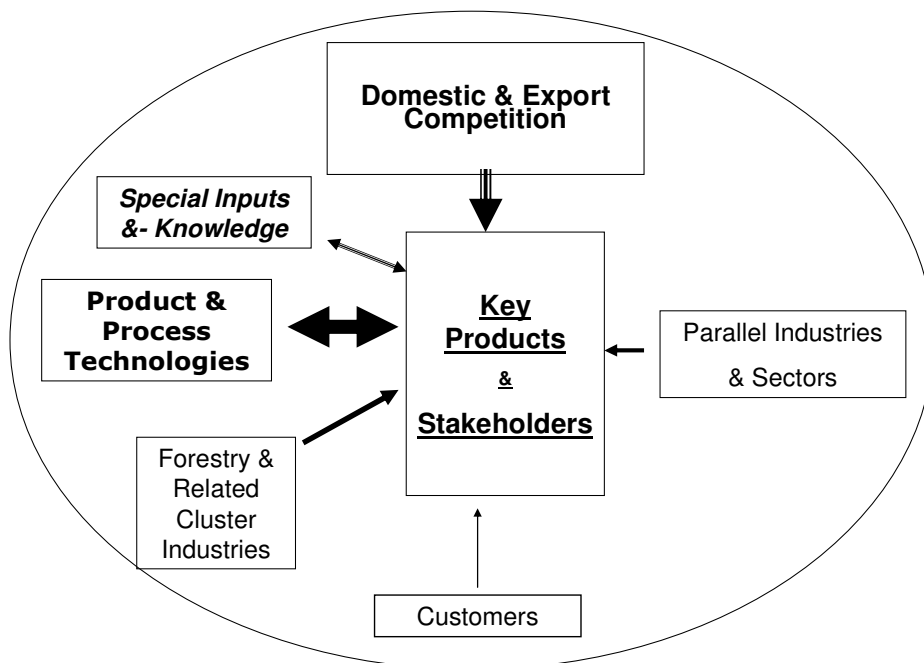 Domestic & Export
Competition
Special Inputs
&- Knowledge
Product &
Process
Technologies
Key
Products
&
Stakeholders
Parallel Industries
& Sectors
Forestry &
Related
Cluster
Industries
Customers